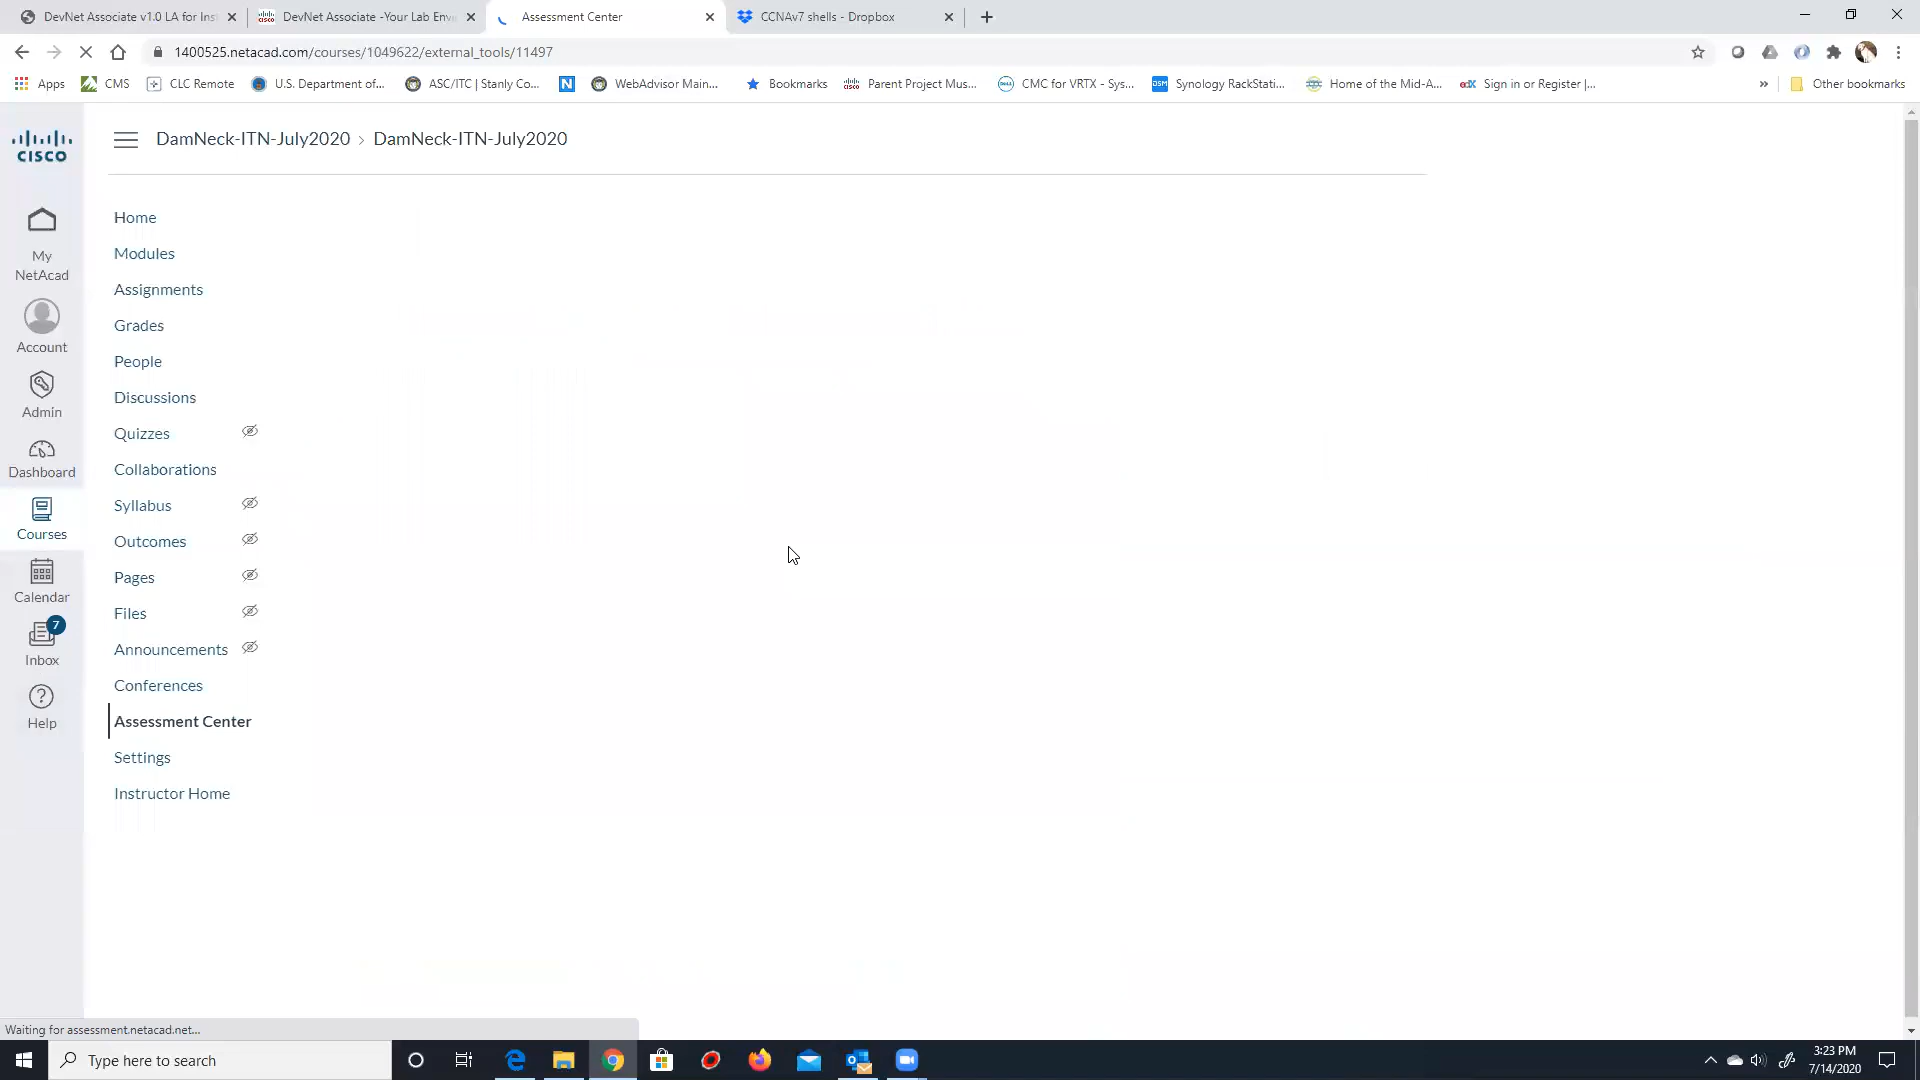 DevNet Associate v1.0 LA for Inst
DevNet Associate -Your Lab Env
Assessment Center
CCNAv7 shells - Dropbox
1400525.netacad.com/courses/1049622/external_tools/11497
Apps
CMS
CLC Remote
U.S. Department of...
ASC/ITC | Stanly Co...
WebAdvisor Main...
Bookmarks
Parent Project Mus...
CMC for VRTX - Sys...
Synology RackStati...
Home of the Mid-A...
Sign in or Register |...
»
Other bookmarks
CISCO
DamNeck-ITN-July2020 › DamNeck-ITN-July2020
My
NetAcad
Account
Admin
Dashboard
Courses
Calendar
7
Inbox
Help
Home
Modules
Assignments
Grades
People
Discussions
Quizzes
Collaborations
Syllabus
Outcomes
Pages
Files
Announcements
Conferences
Assessment Center
Settings
Instructor Home
Waiting for assessment.netacad.net...
Type here to search
3:23 PM
7/14/2020